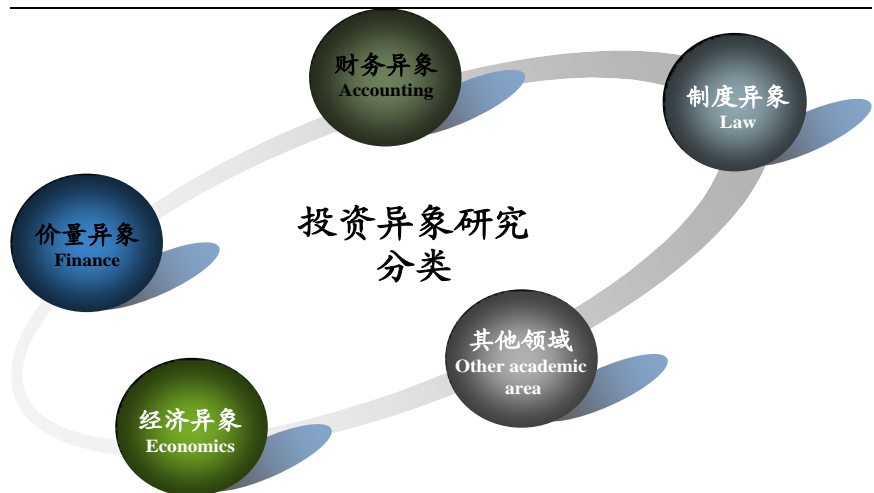 财务异象
Accounting
制度异象
Law
价量异象
Finance
投资异象研究
分类
其他领域
Other academic
area
经济异象
Economics